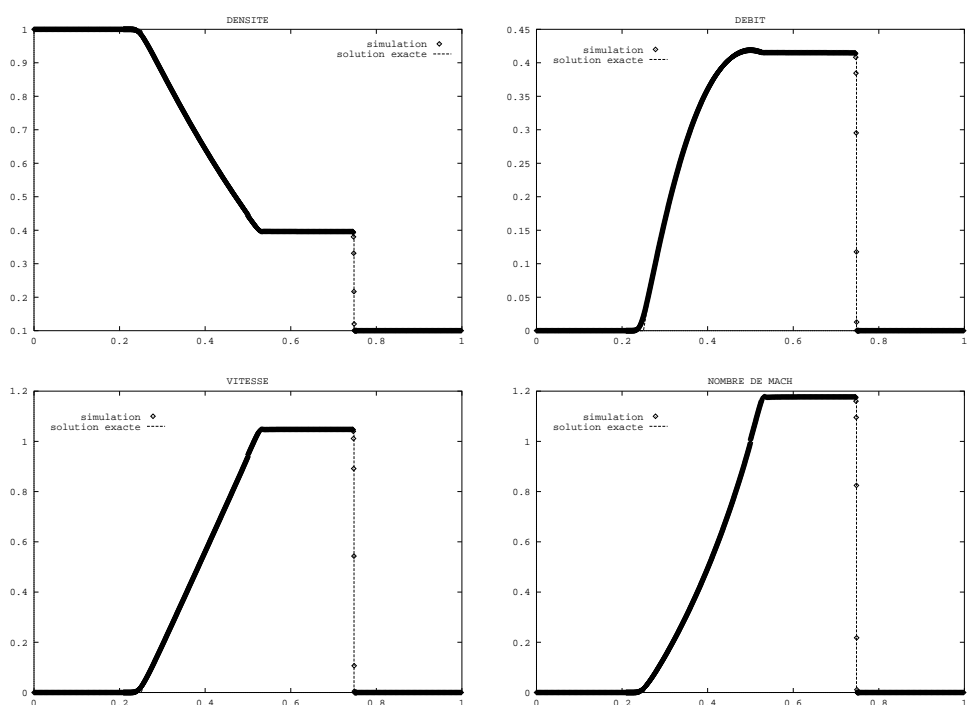 DENSITE
simulation
solution exacte
1
0.9
0.8
0.7
0.6
0.5
0.4
0.3
0.2
0.1
0 0.2 0.4 0.6 0.8 1
DEBIT
simulation
solution exacte
0.45
0.4
0.35
0.3
0.25
0.2
0.15
0.1
0.05
0
0 0.2 0.4 0.6 0.8 1
VITESSE
simulation
solution exacte
1.2
1
0.8
0.6
0.4
0.2
0
0 0.2 0.4 0.6 0.8 1
NOMBRE DE MACH
simulation
solution exacte
1.2
1
0.8
0.6
0.4
0.2
0
0 0.2 0.4 0.6 0.8 1